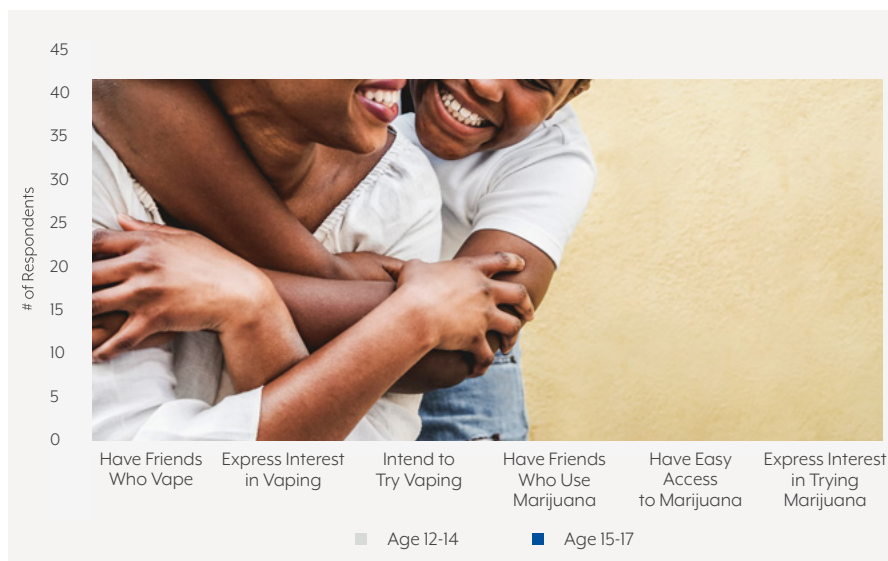 45
40
35
30
25
20
15
10
5
0
# of Respondents
Have Friends
Who Vape
Express Interest
in Vaping
Intend to
Try Vaping
Have Friends
Who Use
Marijuana
Have Easy
Access
to Marijuana
Express Interest
in Trying
Marijuana
Age 12-14
Age 15-17